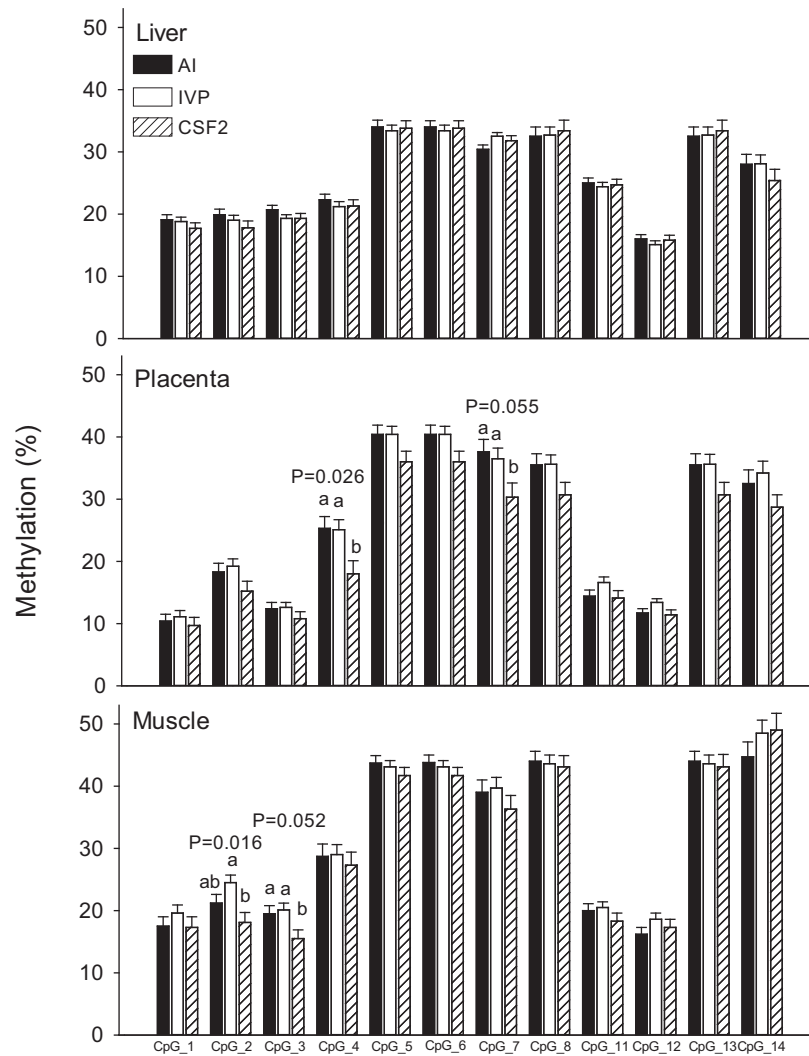 Methylation (%)
50
40
30
20
10
0
Liver
AI
IVP
CSF2
50
40
30
20
10
0
Placenta
P=0.055
a a
b
P=0.026
a a
b
50
40
30
20
10
0
Muscle
P=0.052
P=0.016
a
ab b
a a
b
CpG_1 CpG_2 CpG_3 CpG_4 CpG_5 CpG_6 CpG_7 CpG_8 CpG_11 CpG_12 CpG_13 CpG_14